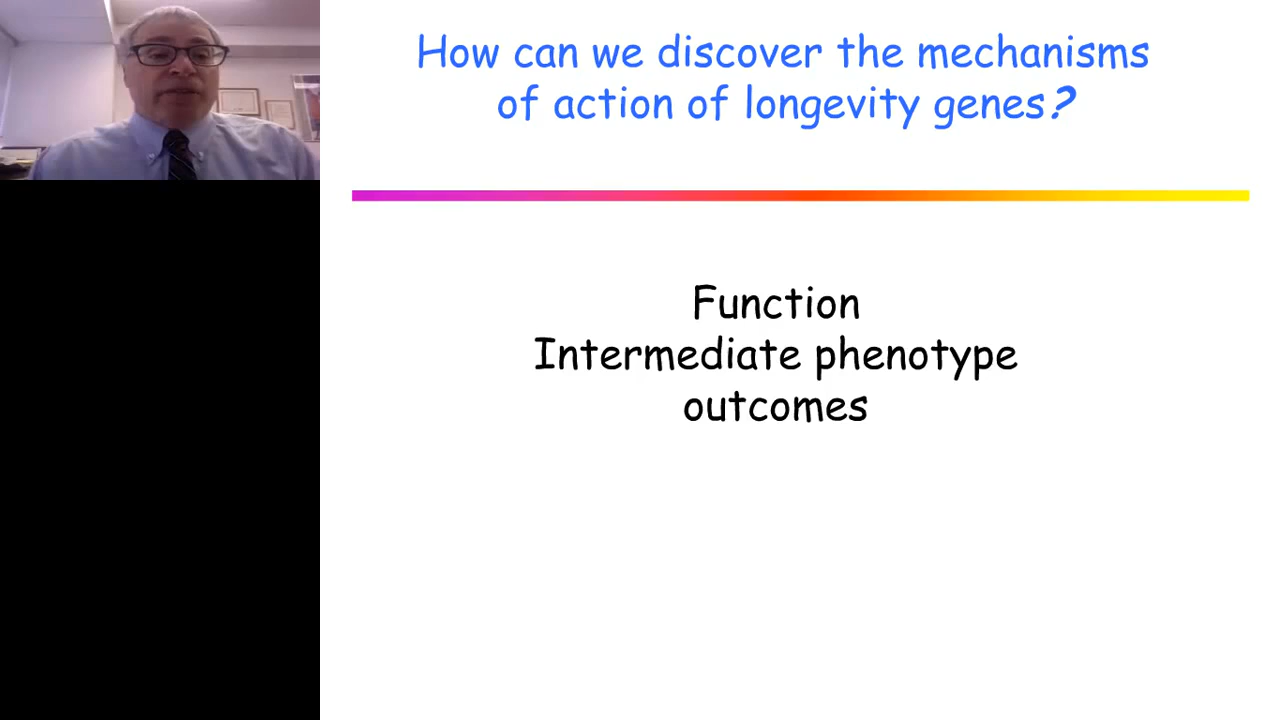 How can we discover the mechanisms
of action of longevity genes?
Function
Intermediate phenotype
outcomes